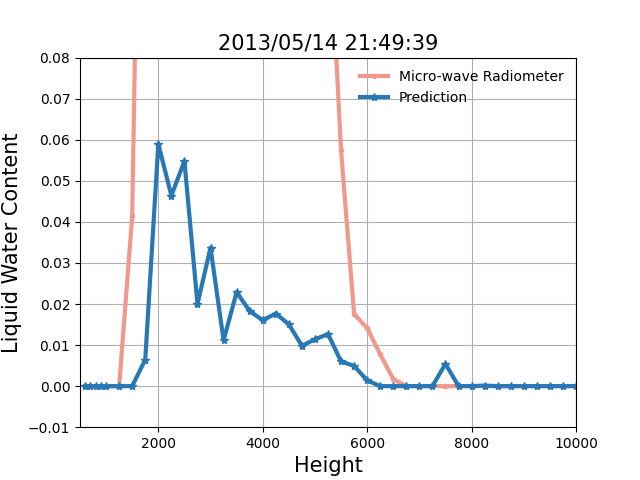 2013/05/14 21:49:39
Liquid Water Content
0.08
0.07
0.06
0.05
0.04
0.03
0.02
0.01
0.00
−0.01
Micro-wave Radiometer
Prediction
2000 4000 6000 8000 10000
Height